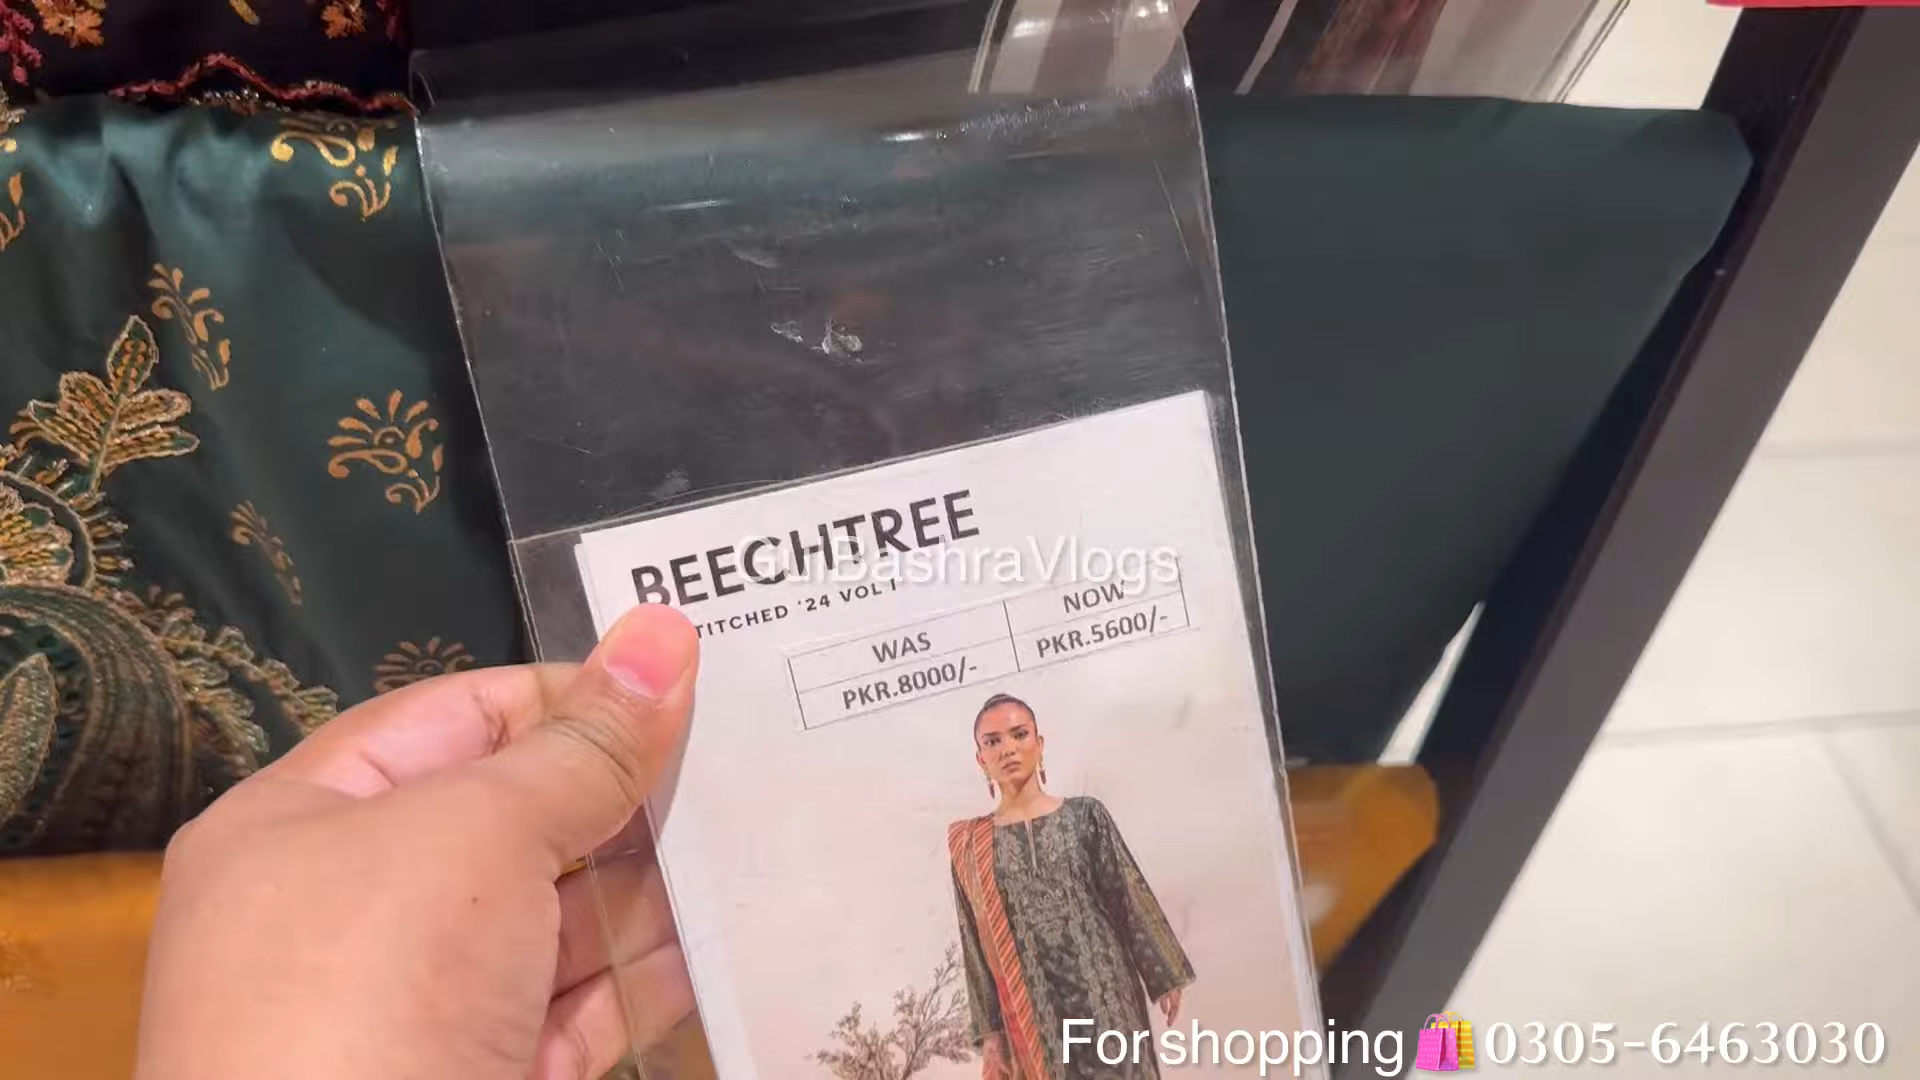 BEECHTREE
GulBashraVlogs
TITCHED '24 VOL I
WAS NOW
PKR.8000/- PKR.5600/-
For shopping 🛍️0305-6463030